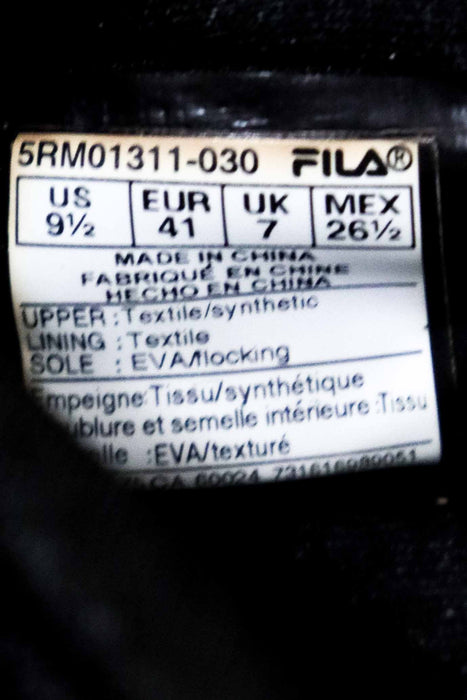 5RM01311-030 FILA®
US EUR UK MEX
9½ 41 7 26½
MADE IN CHINA
FABRIQUÉ EN CHINE
HECHO EN CHINA
UPPER : Textile/synthetic
LINING : Textile
SOLE : EVA/flocking
Empeigne:Tissu/synthétique
et semelle intérieure :Tissu
:EVA/texturé
CA 60024